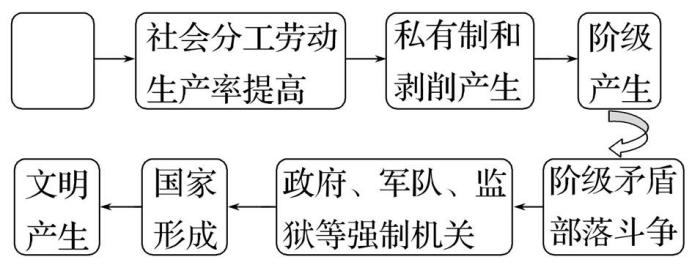 社会分工劳动
生产率提高
私有制和
剥削产生
阶级
产生
阶级矛盾
部落斗争
政府、军队、监
狱等强制机关
国家
形成
文明
产生